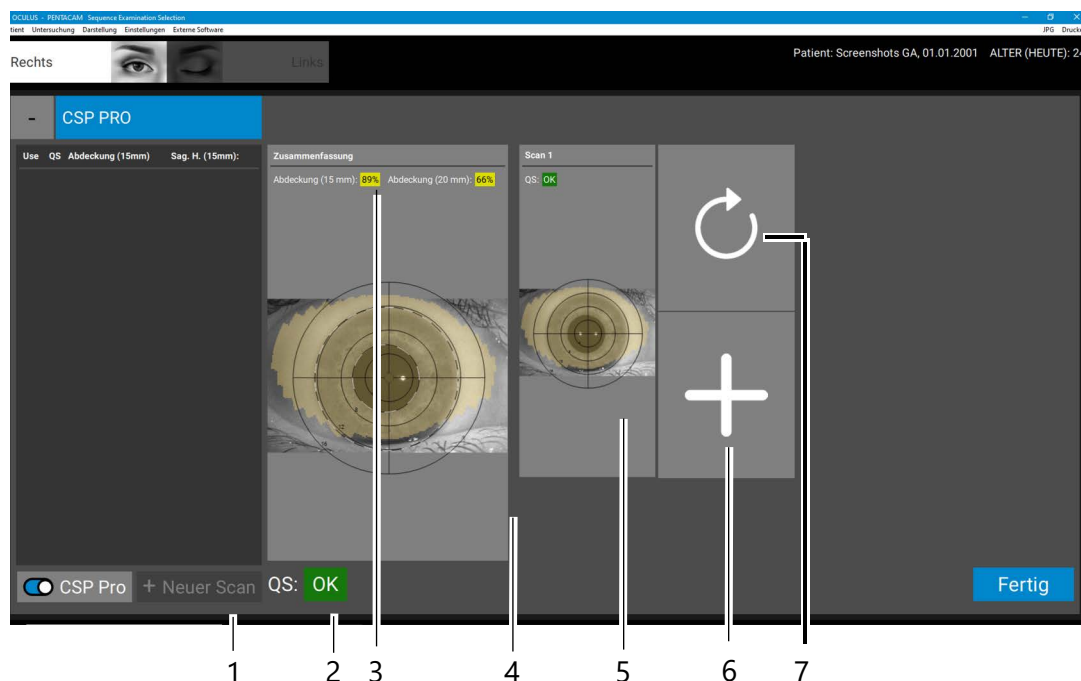 OCULUS - PENTACAM Sequence Examination Selection
tient Untersuchung Darstellung Einstellungen Externe Software JPG Drucke
Rechts Links Patient: Screenshots GA, 01.01.2001 ALTER (HEUTE): 24
- CSP PRO
Use QS Abdeckung (15mm) Sag. H. (15mm): Zusammenfassung Scan 1
Abdeckung (15 mm): 89% Abdeckung (20 mm): 66% QS: OK
CSP Pro + Neuer Scan QS: OK Fertig
1 2 3 4 5 6 7